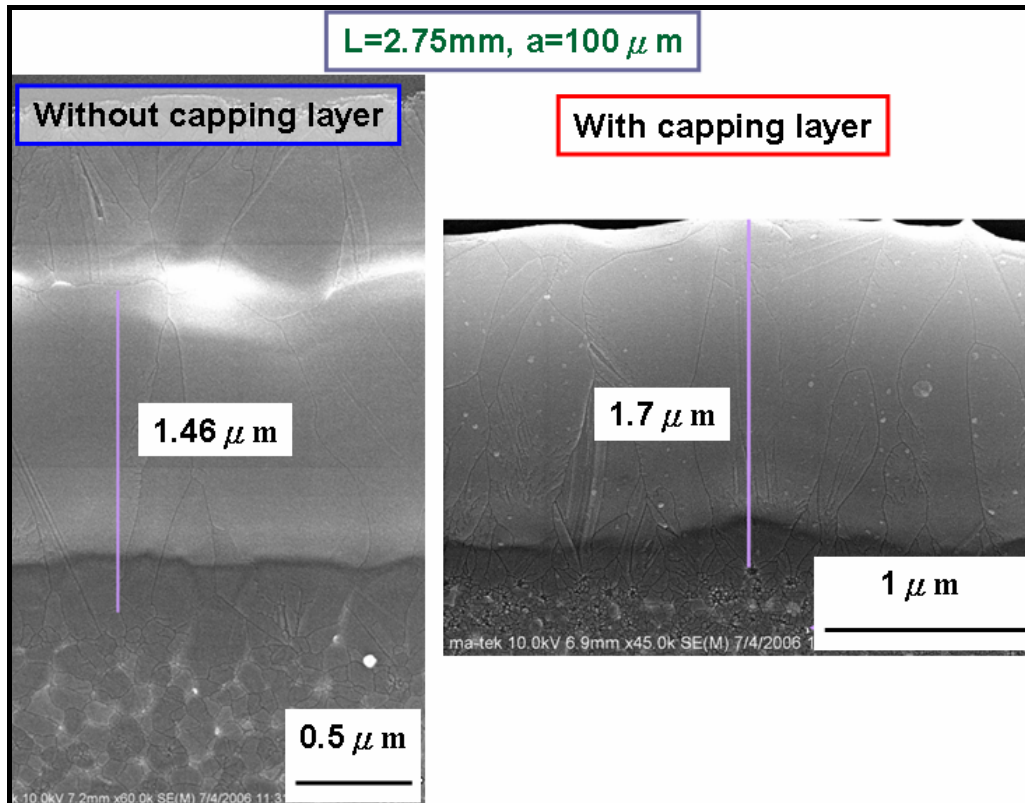 L=2.75mm, a=100 μ m
Without capping layer
With capping layer
1.46 μ m
1.7 μ m
0.5 μ m
1 μ m
k 10.0kV 7.2mm x60.0k SE(M) 7/4/2006 11:3
ma-tek 10.0kV 6.9mm x45.0k SE(M) 7/4/2006 1